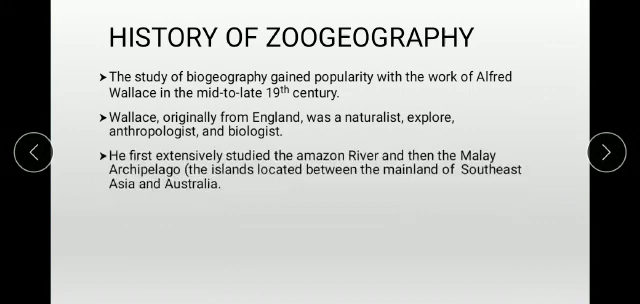 HISTORY OF ZOOGEOGRAPHY
➤The study of biogeography gained popularity with the work of Alfred
Wallace in the mid-to-late 19th century.
➤Wallace, originally from England, was a naturalist, explore,
anthropologist, and biologist.
➤He first extensively studied the amazon River and then the Malay
Archipelago (the islands located between the mainland of Southeast
Asia and Australia.